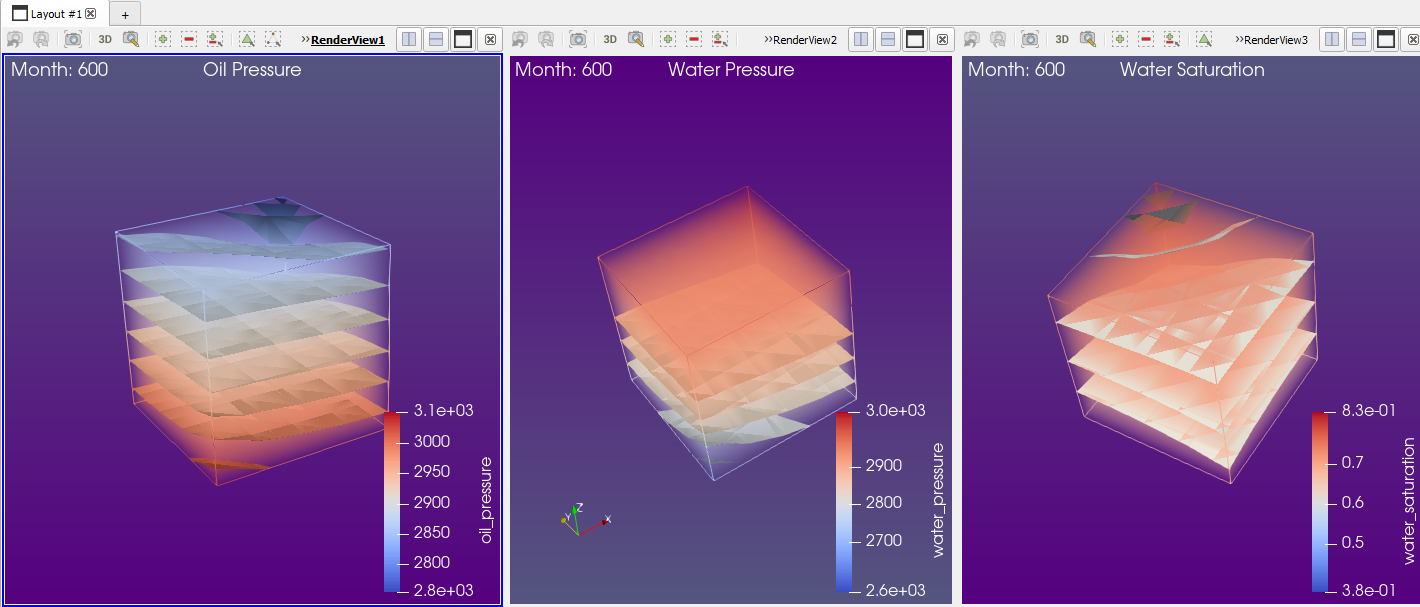 Layout #1
+
3D
»RenderView1
3D
»RenderView2
3D
»RenderView3
Month: 600
Oil Pressure
3.1e+03
3000
2950
2900
2850
2800
2.8e+03
oil_pressure
Month: 600
Water Pressure
3.0e+03
2900
2800
2700
2.6e+03
water_pressure
Z
Y
X
Month: 600
Water Saturation
8.3e-01
0.7
0.6
0.5
3.8e-01
water_saturation